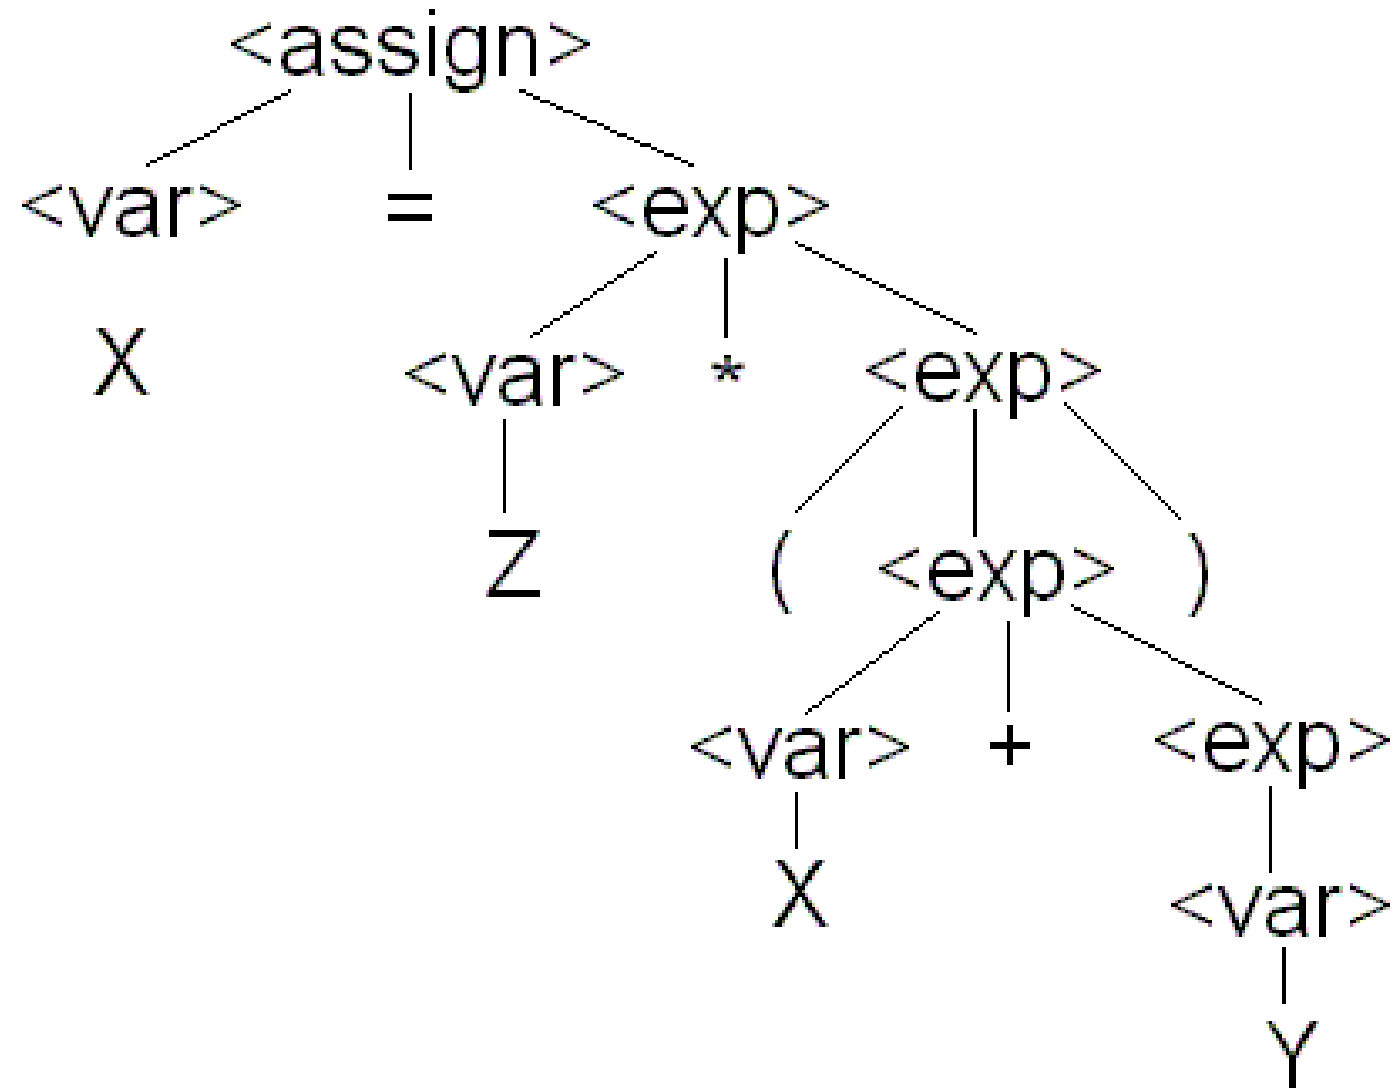 <assign>
<var> = <exp>
X <var> * <exp>
Z ( <exp> )
<var> + <exp>
X <var>
Y